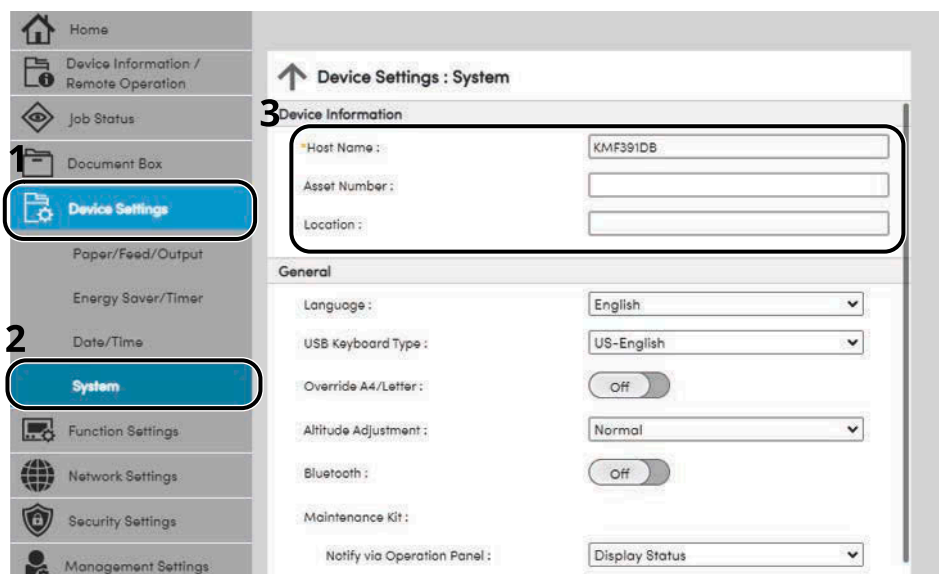 Home
Device Information /
Remote Operation
Job Status
1
Document Box
Device Settings
Paper/Feed/Output
Energy Saver/Timer
2
Date/Time
System
Function Settings
Network Settings
Security Settings
Management Settings
Device Settings : System
3
Device Information
*Host Name : KMF391DB
Asset Number :
Location :
General
Language : English
USB Keyboard Type : US-English
Override A4/Letter : Off
Altitude Adjustment : Normal
Bluetooth : Off
Maintenance Kit :
Notify via Operation Panel : Display Status